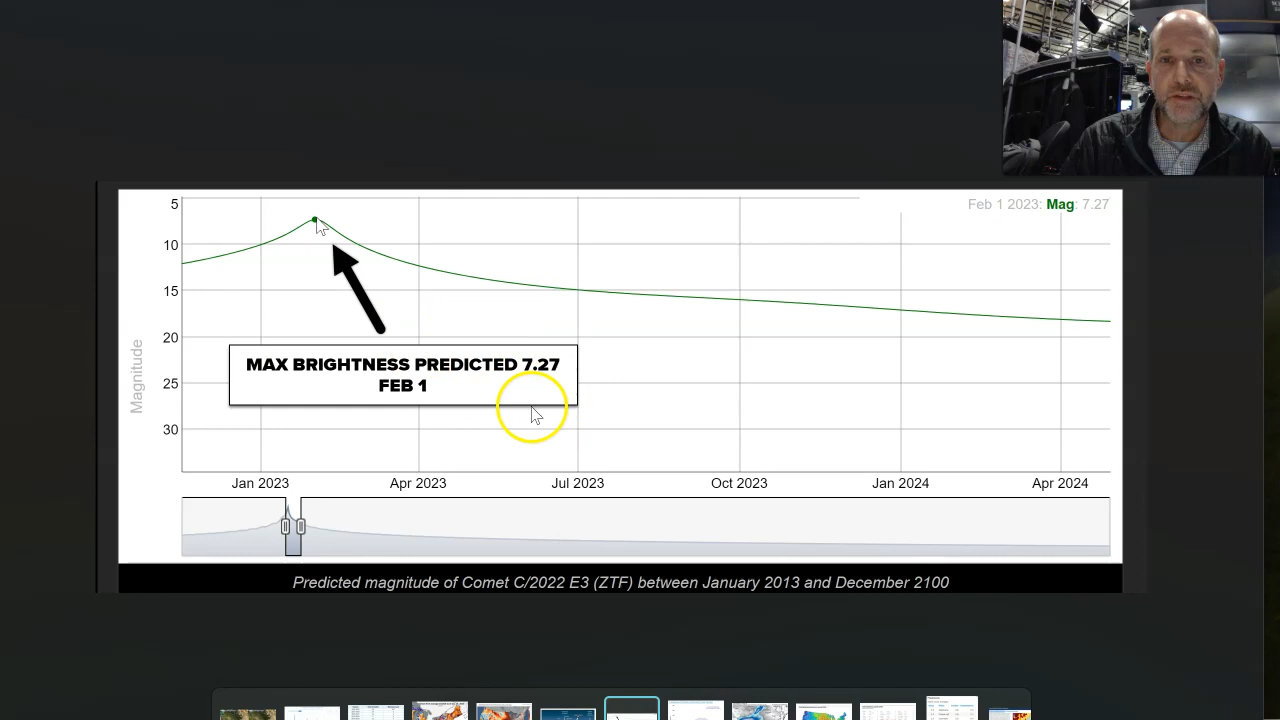 5
Feb 1 2023: Mag: 7.27
10
15
20
25
30
Magnitude
MAX BRIGHTNESS PREDICTED 7.27
FEB 1
Jan 2023
Apr 2023
Jul 2023
Oct 2023
Jan 2024
Apr 2024
Predicted magnitude of Comet C/2022 E3 (ZTF) between January 2013 and December 2100